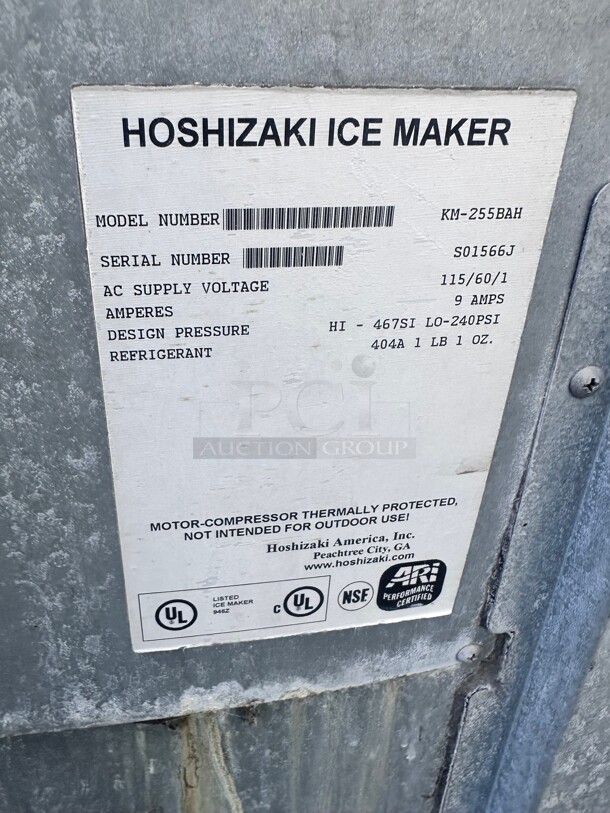 HOSHIZAKI ICE MAKER
MODEL NUMBER KM-255BAH
SERIAL NUMBER S01566J
AC SUPPLY VOLTAGE 115/60/1
AMPERES 9 AMPS
DESIGN PRESSURE HI - 467SI LO-240PSI
REFRIGERANT 404A 1 LB 1 OZ.
PCi
AUCTION GROUP
MOTOR-COMPRESSOR THERMALLY PROTECTED,
NOT INTENDED FOR OUTDOOR USE!
Hoshizaki America, Inc.
Peachtree City, GA
www.hoshizaki.com
UL
LISTED
ICE MAKER
946Z
C UL
NSF
ARi
PERFORMANCE
CERTIFIED